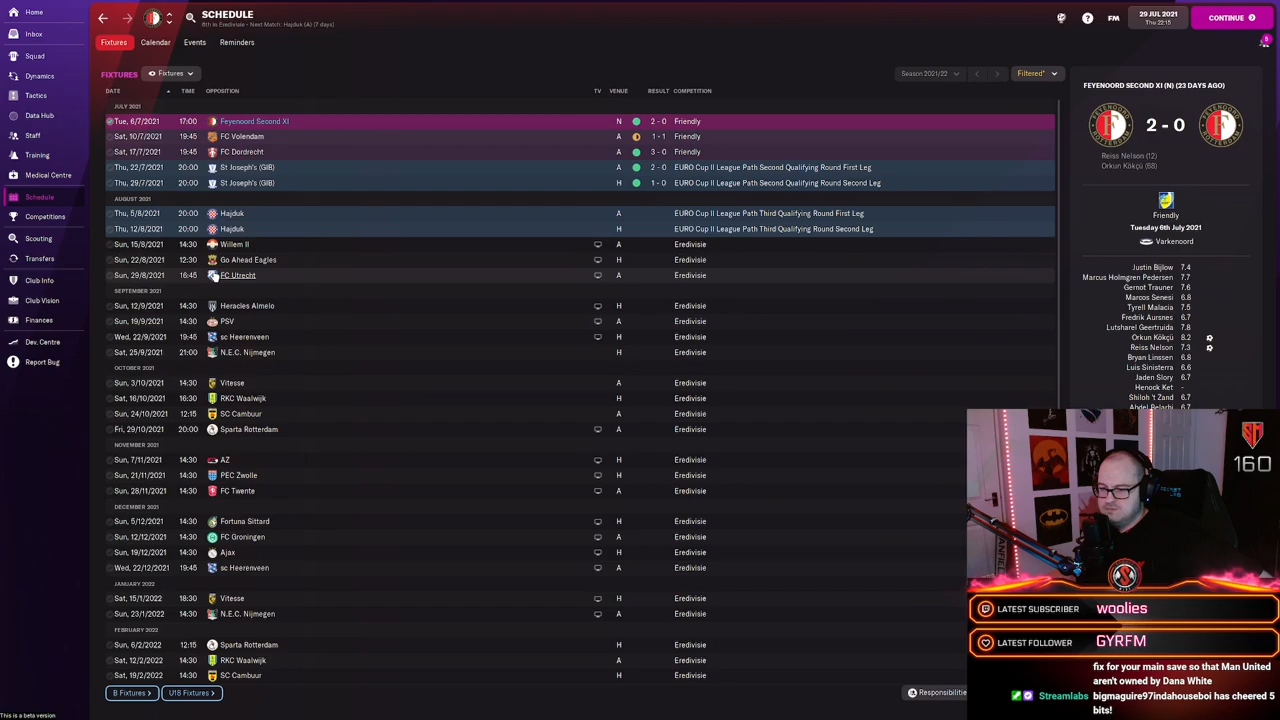 Home
Inbox
Squad
Dynamics
Tactics
Data Hub
Staff
Training
Medical Centre
Schedule
Competitions
Scouting
Transfers
Club Info
Club Vision
Finances
Dev. Centre
Report Bug
This is a beta version
SCHEDULE
6th in Eredivisie - Next Match: Hajduk (A) (7 days)
FM
29 JUL 2021
Thu 22:15
CONTINUE
Fixtures Calendar Events Reminders
FIXTURES Fixtures Season 2021/22 Filtered*
DATE TIME OPPOSITION TV VENUE RESULT COMPETITION
JULY 2021
Tue, 6/7/2021 17:00 Feyenoord Second XI N 2 - 0 Friendly
Sat, 10/7/2021 19:45 FC Volendam A 1 - 1 Friendly
Sat, 17/7/2021 19:45 FC Dordrecht A 3 - 0 Friendly
Thu, 22/7/2021 20:00 St Joseph's (GIB) A 2 - 0 EURO Cup II League Path Second Qualifying Round First Leg
Thu, 29/7/2021 20:00 St Joseph's (GIB) H 1 - 0 EURO Cup II League Path Second Qualifying Round Second Leg
AUGUST 2021
Thu, 5/8/2021 20:00 Hajduk A EURO Cup II League Path Third Qualifying Round First Leg
Thu, 12/8/2021 20:00 Hajduk H EURO Cup II League Path Third Qualifying Round Second Leg
Sun, 15/8/2021 14:30 Willem II A Eredivisie
Sun, 22/8/2021 12:30 Go Ahead Eagles H Eredivisie
Sun, 29/8/2021 16:45 FC Utrecht A Eredivisie
SEPTEMBER 2021
Sun, 12/9/2021 14:30 Heracles Almelo H Eredivisie
Sun, 19/9/2021 14:30 PSV A Eredivisie
Wed, 22/9/2021 19:45 sc Heerenveen H Eredivisie
Sat, 25/9/2021 21:00 N.E.C. Nijmegen H Eredivisie
OCTOBER 2021
Sun, 3/10/2021 14:30 Vitesse A Eredivisie
Sat, 16/10/2021 16:30 RKC Waalwijk H Eredivisie
Sun, 24/10/2021 12:15 SC Cambuur A Eredivisie
Fri, 29/10/2021 20:00 Sparta Rotterdam A Eredivisie
NOVEMBER 2021
Sun, 7/11/2021 14:30 AZ H Eredivisie
Sun, 21/11/2021 14:30 PEC Zwolle H Eredivisie
Sun, 28/11/2021 14:30 FC Twente A Eredivisie
DECEMBER 2021
Sun, 5/12/2021 14:30 Fortuna Sittard H Eredivisie
Sun, 12/12/2021 14:30 FC Groningen A Eredivisie
Sun, 19/12/2021 14:30 Ajax H Eredivisie
Wed, 22/12/2021 19:45 sc Heerenveen A Eredivisie
JANUARY 2022
Sat, 15/1/2022 18:30 Vitesse H Eredivisie
Sun, 23/1/2022 14:30 N.E.C. Nijmegen A Eredivisie
FEBRUARY 2022
Sun, 6/2/2022 12:15 Sparta Rotterdam H Eredivisie
Sat, 12/2/2022 14:30 RKC Waalwijk A Eredivisie
Sat, 19/2/2022 14:30 SC Cambuur H Eredivisie
B Fixtures
U18 Fixtures
Responsibilitie
FEYENOORD SECOND XI (N) (23 DAYS AGO)
2 - 0
Reiss Nelson (12)
Orkun Kökçü (58)
Friendly
Tuesday 6th July 2021
Varkenoord
Justin Bijlow 7.4
Marcus Holmgren Pedersen 7.7
Gernot Trauner 7.6
Marcos Senesi 6.8
Tyrell Malacia 7.5
Fredrik Aursnes 6.7
Lutsharel Geertruida 7.8
Orkun Kökçü 8.2
Reiss Nelson 7.3
Bryan Linssen 6.8
Luis Sinisterra 6.6
Jaden Slory 6.7
Henock Ket -
Shiloh 't Zand 6.7
160
LATEST SUBSCRIBER woolies
LATEST FOLLOWER GYRFM
fix for your main save so that Man United
aren't owned by Dana White
Streamlabs
bigmaguire97indahouseboi has cheered 5
bits!